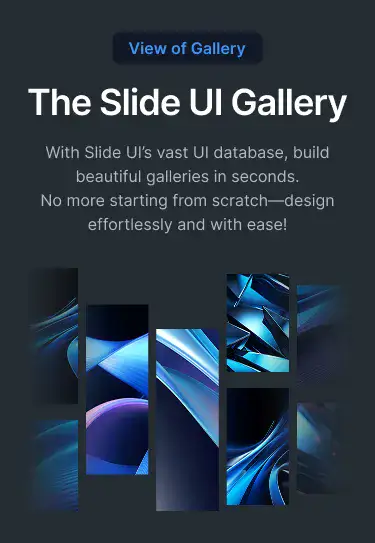 View of Gallery
The Slide UI Gallery
With Slide UI’s vast UI database, build
beautiful galleries in seconds.
No more starting from scratch—design
effortlessly and with ease!